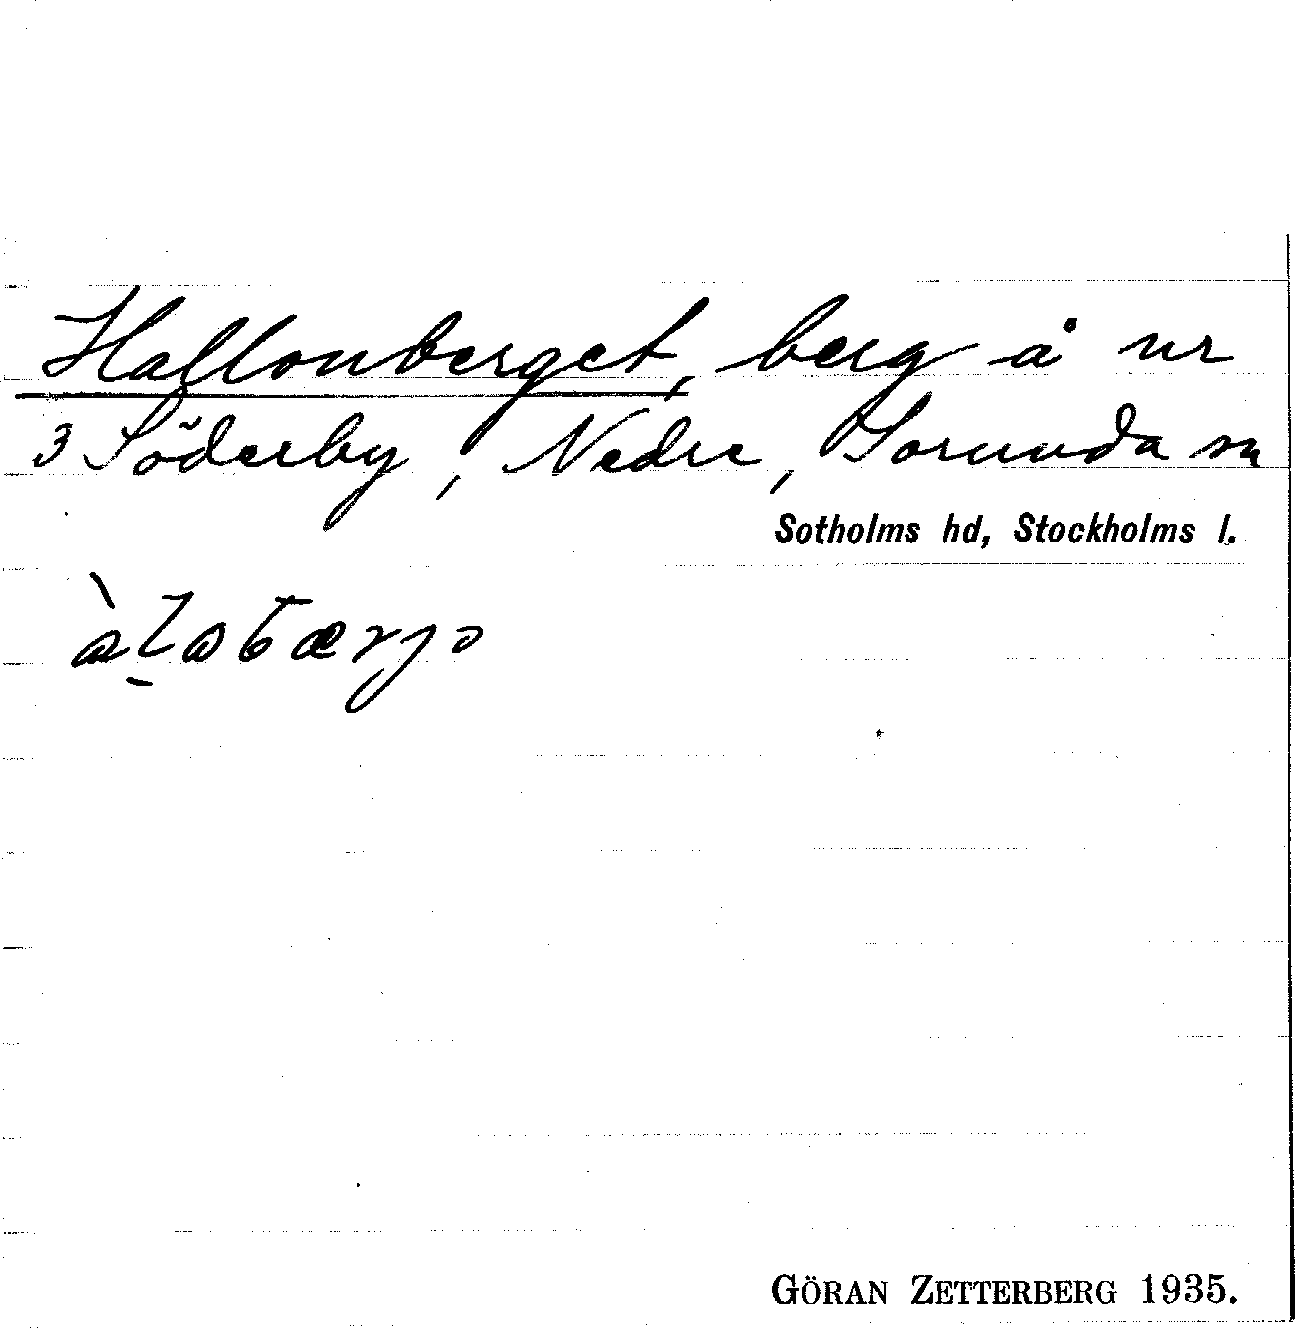 Hallonberget, berg å nr
3 Söderby, Nedre, Sorunda sn
Sotholms hd, Stockholms l.
GÖRAN ZETTERBERG 1935.